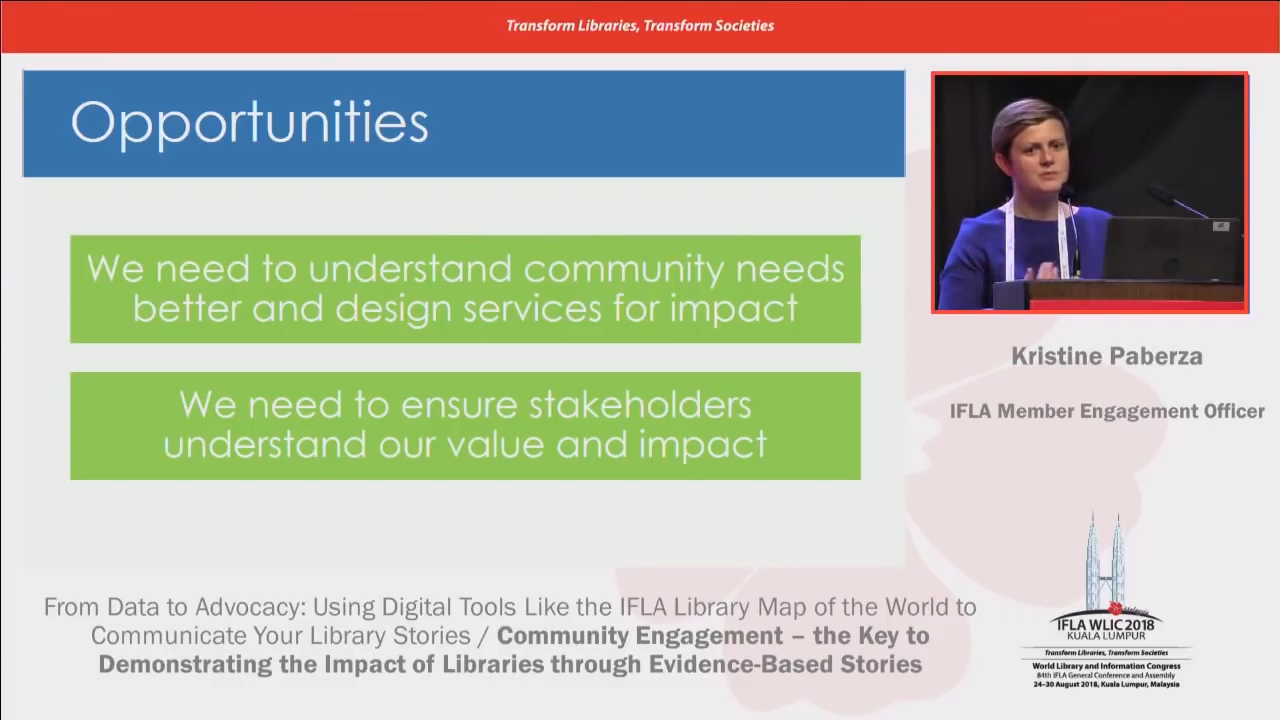 Transform Libraries, Transform Societies
Opportunities
We need to understand community needs
better and design services for impact
We need to ensure stakeholders
understand our value and impact
Kristine Paberza
IFLA Member Engagement Officer
From Data to Advocacy: Using Digital Tools Like the IFLA Library Map of the World to
Communicate Your Library Stories / Community Engagement – the Key to
Demonstrating the Impact of Libraries through Evidence-Based Stories
Malaysia
IFLA WLIC 2018
KUALA LUMPUR
Transform Libraries, Transform Societies
World Library and Information Congress
84th IFLA General Conference and Assembly
24–30 August 2018, Kuala Lumpur, Malaysia